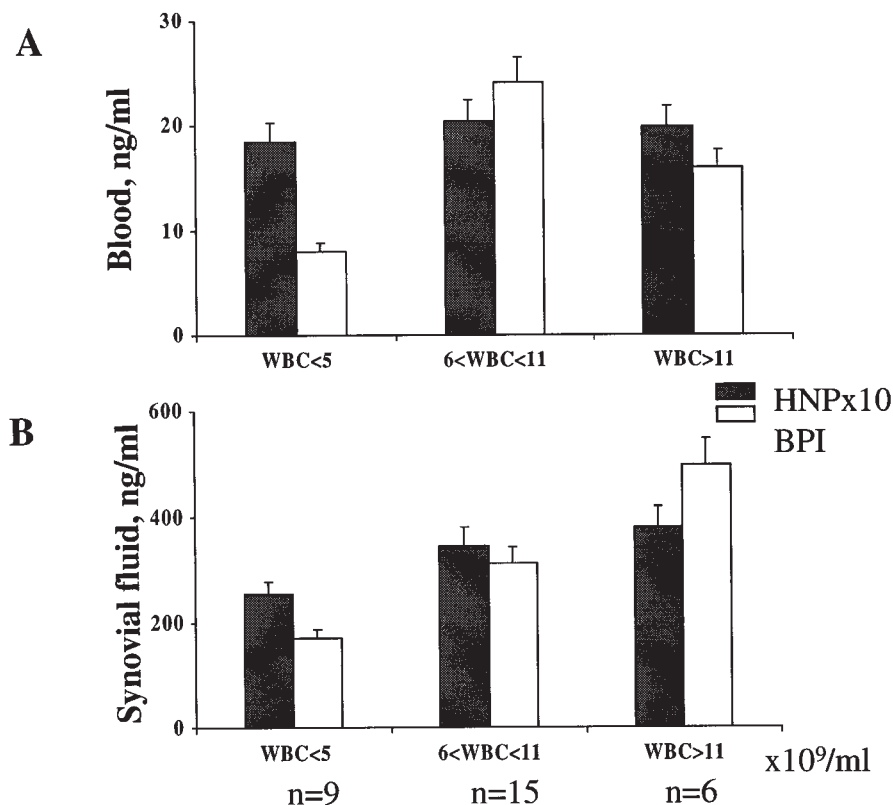 A
Blood, ng/ml
30
20
10
0
WBC<5 6<WBC<11 WBC>11
HNPx10
BPI
B
Synovial fluid, ng/ml
600
400
200
0
WBC<5 6<WBC<11 WBC>11 x10⁹/ml
n=9 n=15 n=6